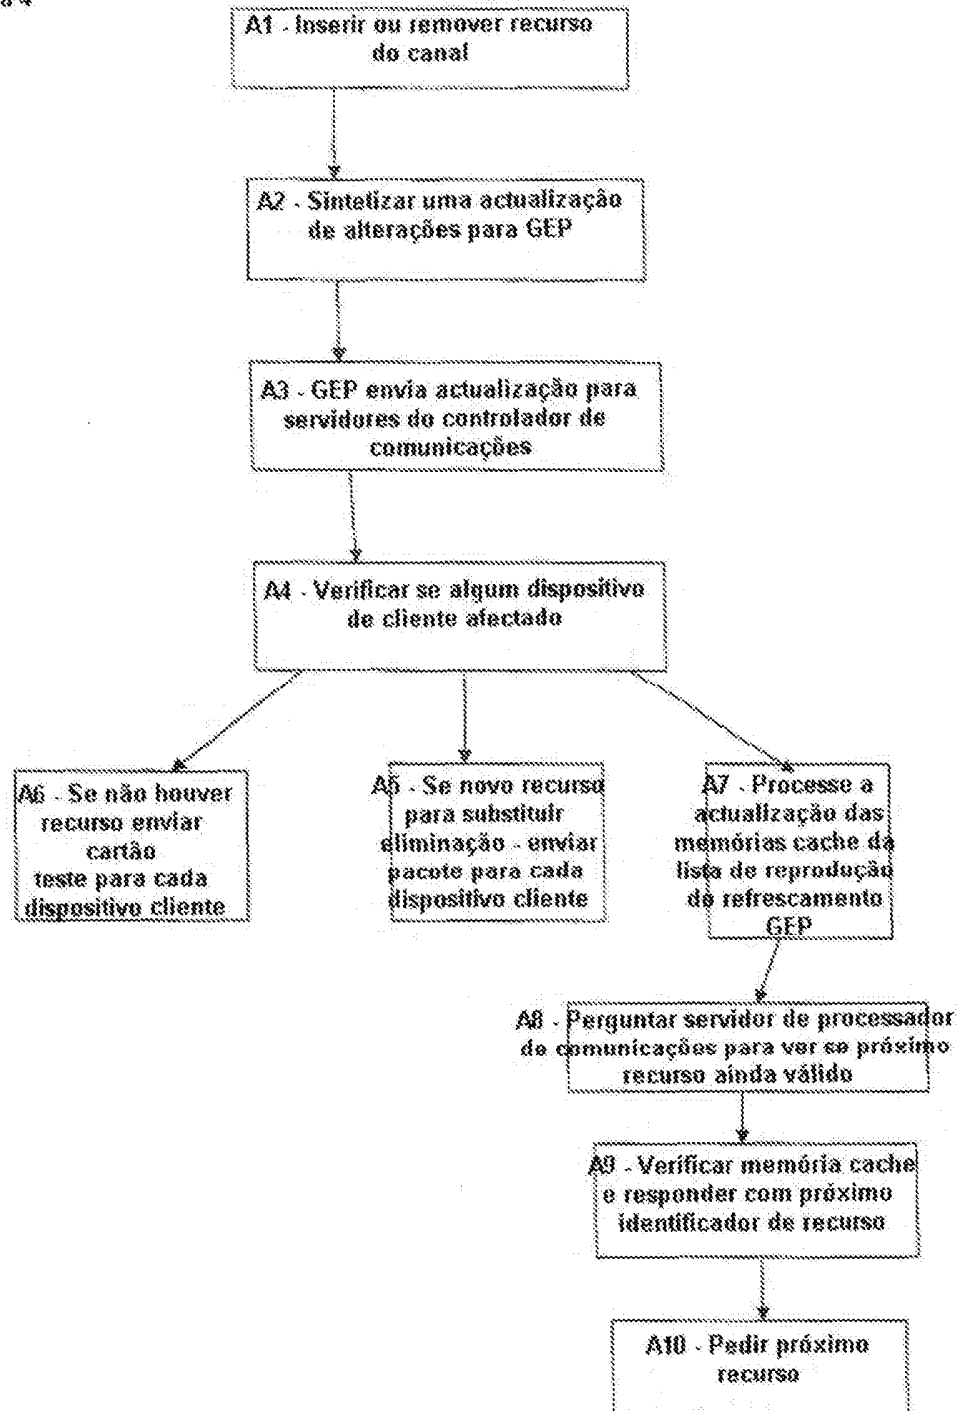 A1 - Inserir ou remover recurso
do canal
A2 - Sintetizar uma actualização
de alterações para GEP
A3 - GEP envia actualização para
servidores do controlador de
comunicações
A4 - Verificar se algum dispositivo
de cliente afectado
A6 - Se não houver
recurso enviar
cartão
teste para cada
dispositivo cliente
A5 - Se novo recurso
para substituir
eliminação - enviar
pacote para cada
dispositivo cliente
A7 - Processe a
actualização das
memórias cache da
lista de reprodução
de refrescamento
GEP
A8 - Perguntar servidor de processador
de comunicações para ver se próximo
recurso ainda válido
A9 - Verificar memória cache
e responder com próximo
identificador de recurso
A10 - Pedir próximo
recurso